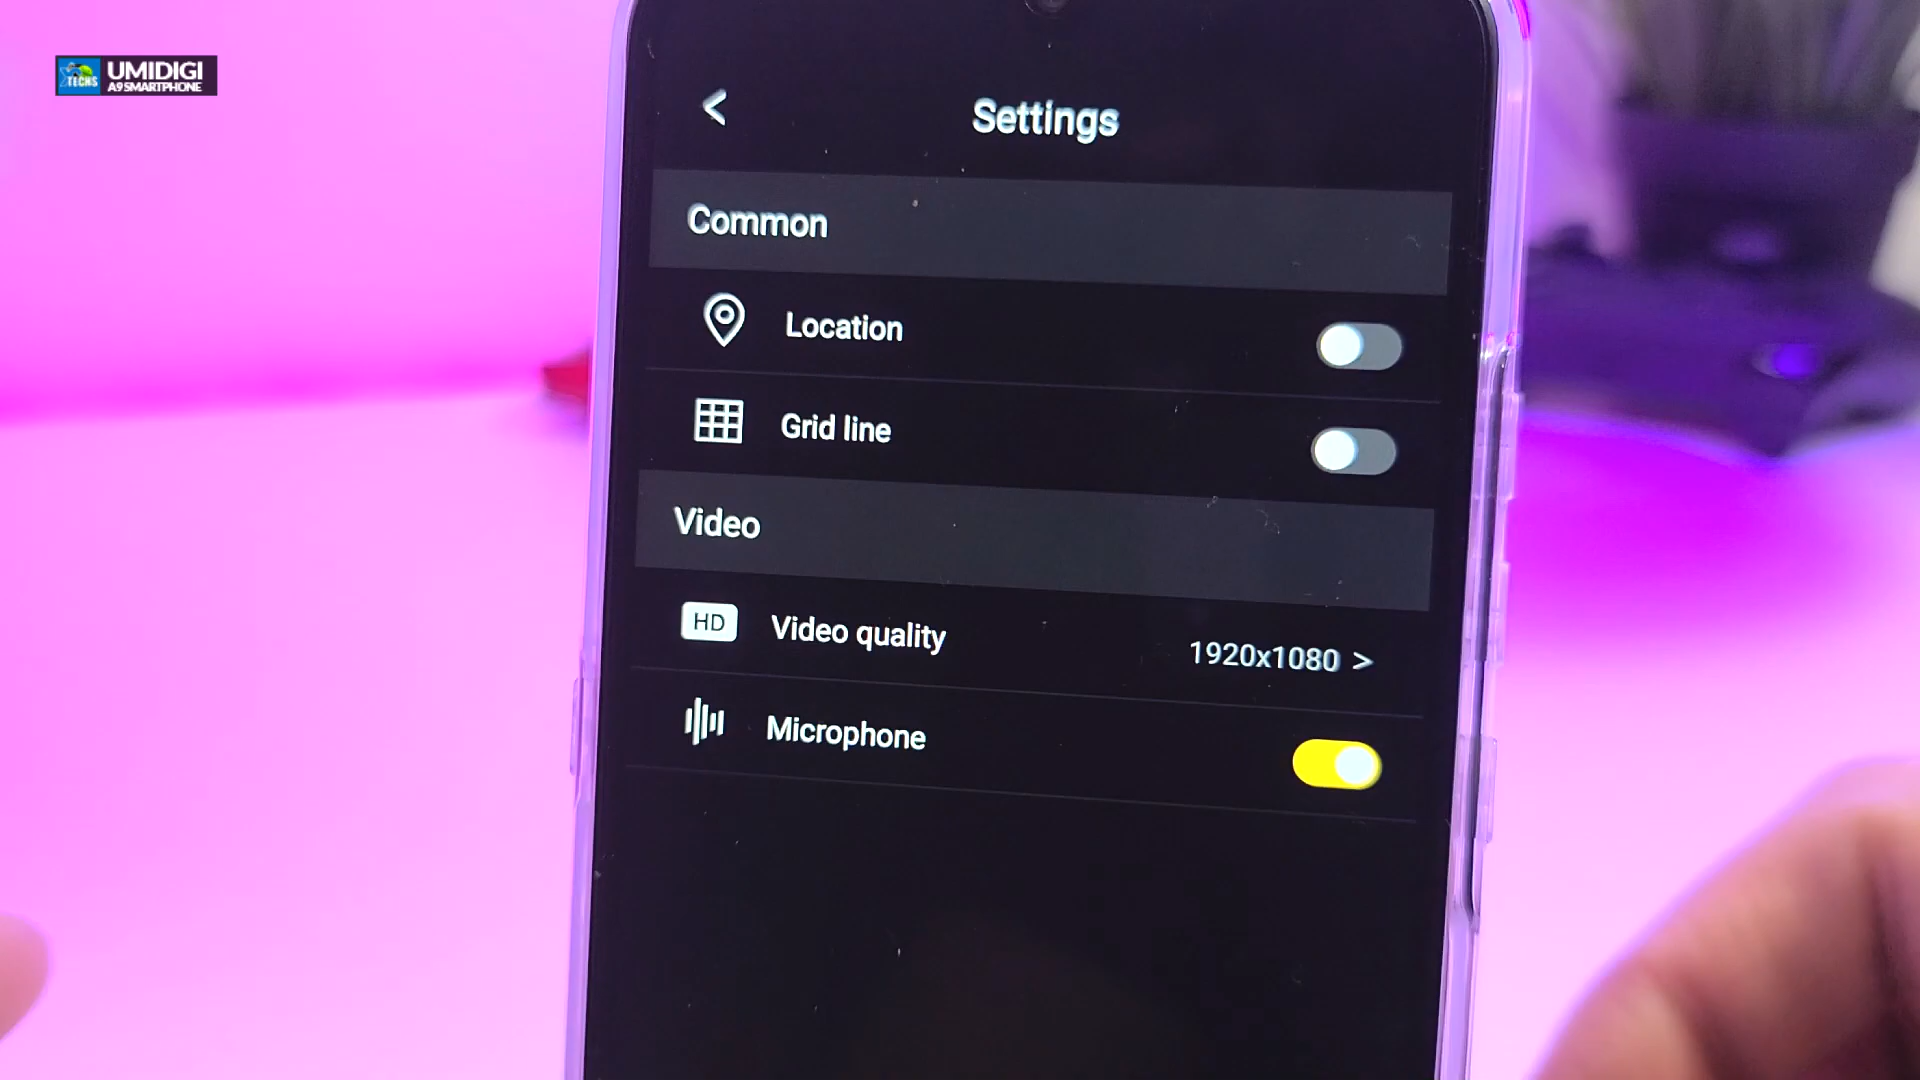 TECHS
UMIDIGI
A9 SMARTPHONE
<
Settings
Common
Location
Grid line
Video
HD
Video quality
1920x1080 >
Microphone